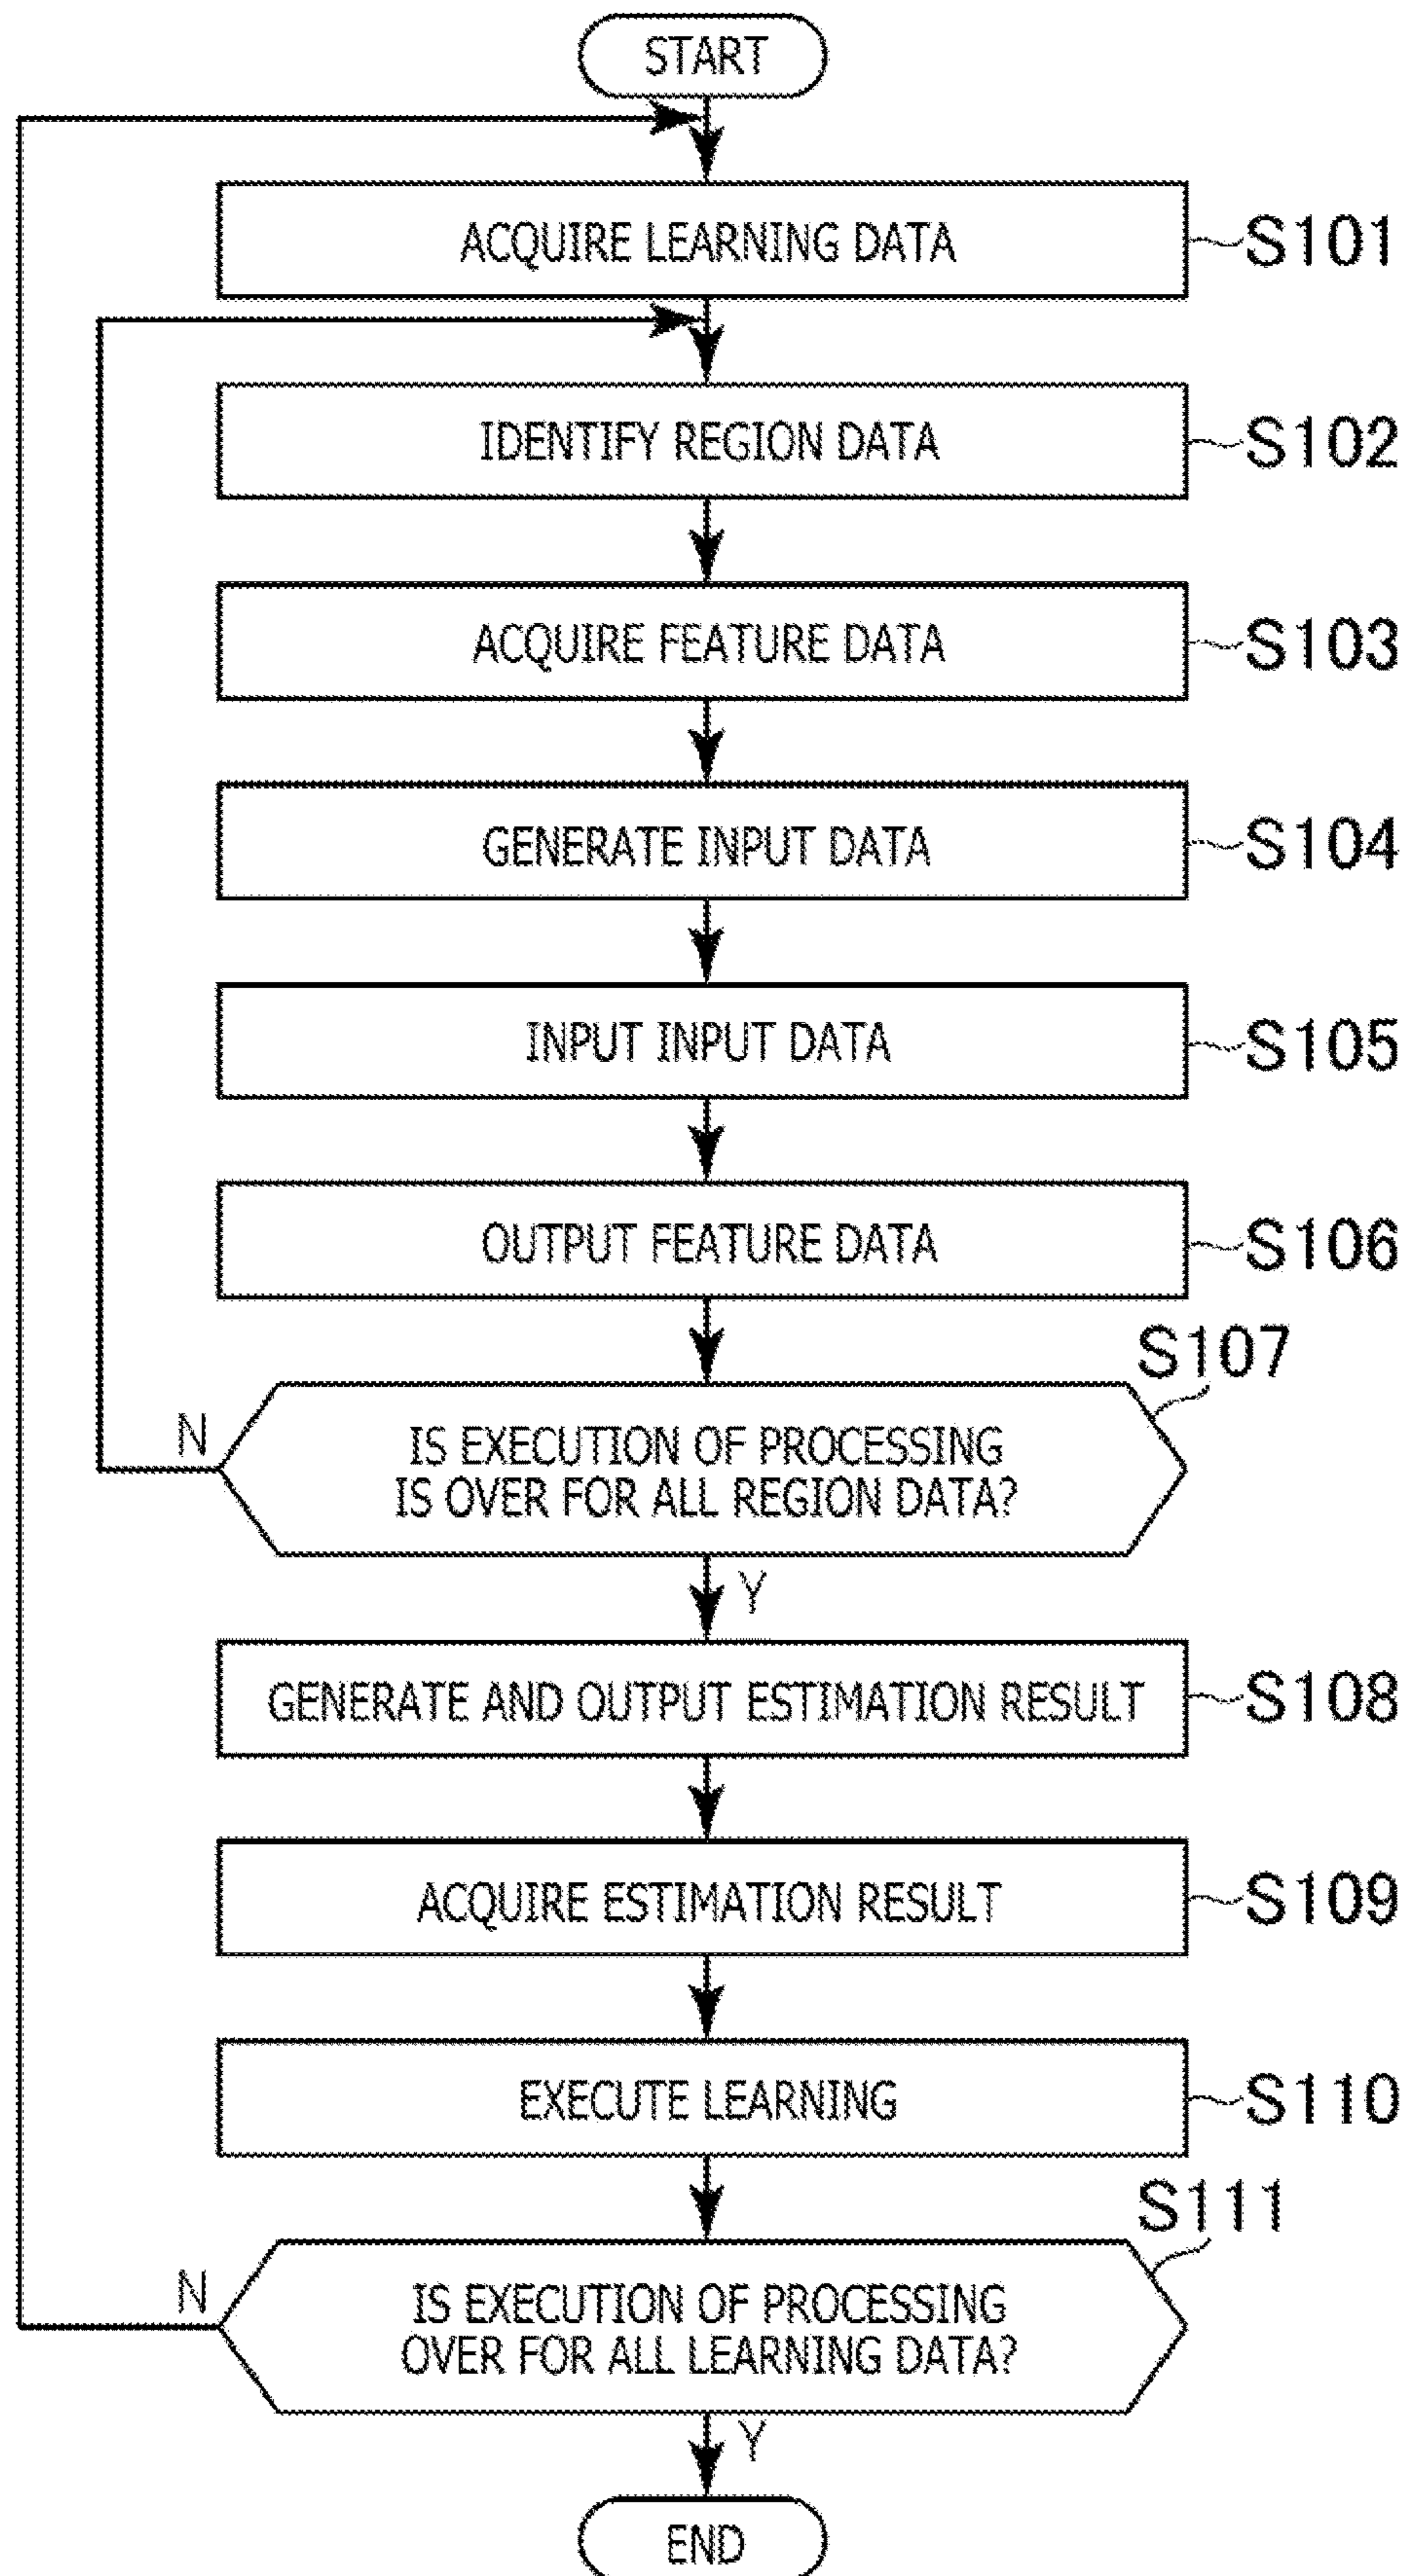 START
ACQUIRE LEARNING DATA
S101
IDENTIFY REGION DATA
S102
ACQUIRE FEATURE DATA
S103
GENERATE INPUT DATA
S104
INPUT INPUT DATA
S105
OUTPUT FEATURE DATA
S106
S107
N
IS EXECUTION OF PROCESSING
IS OVER FOR ALL REGION DATA?
Y
GENERATE AND OUTPUT ESTIMATION RESULT
S108
ACQUIRE ESTIMATION RESULT
S109
EXECUTE LEARNING
S110
S111
N
IS EXECUTION OF PROCESSING
OVER FOR ALL LEARNING DATA?
Y
END